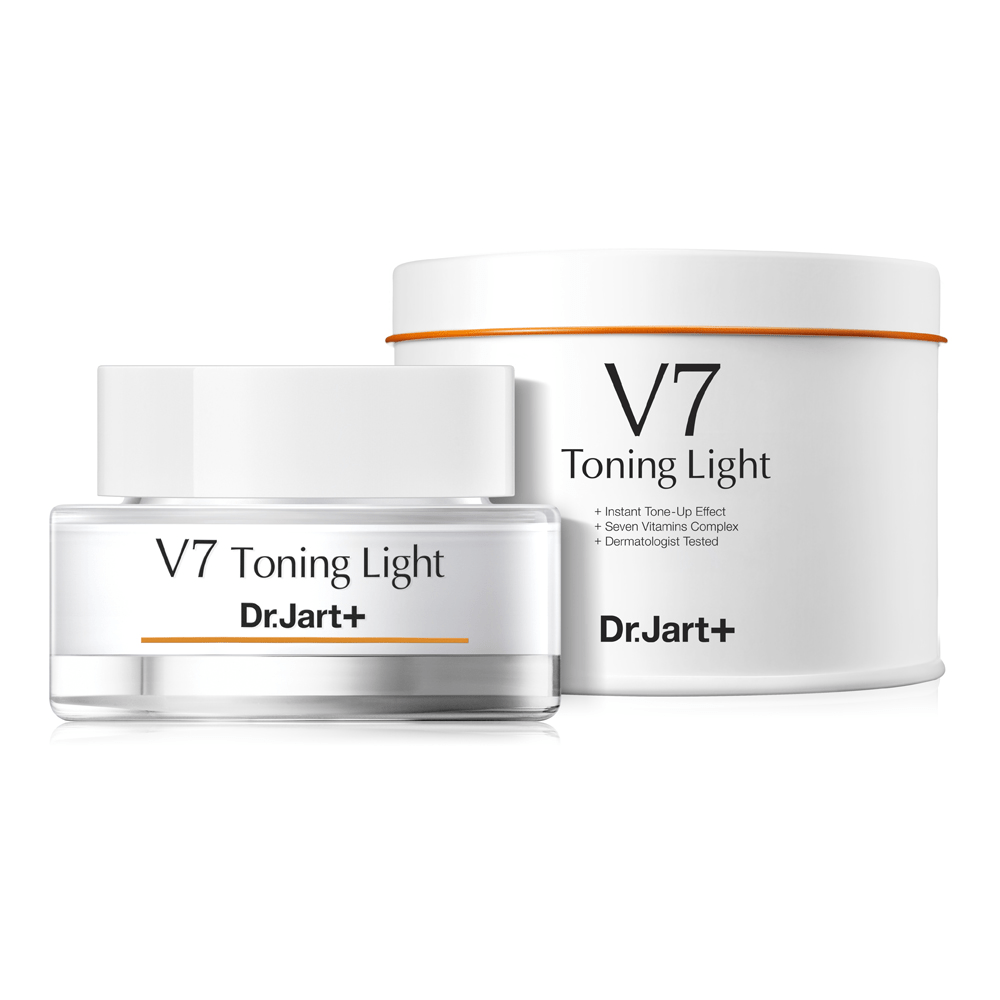 V7 Toning Light
Dr.Jart+
V7
Toning Light
+ Instant Tone-Up Effect
+ Seven Vitamins Complex
+ Dermatologist Tested
Dr.Jart+